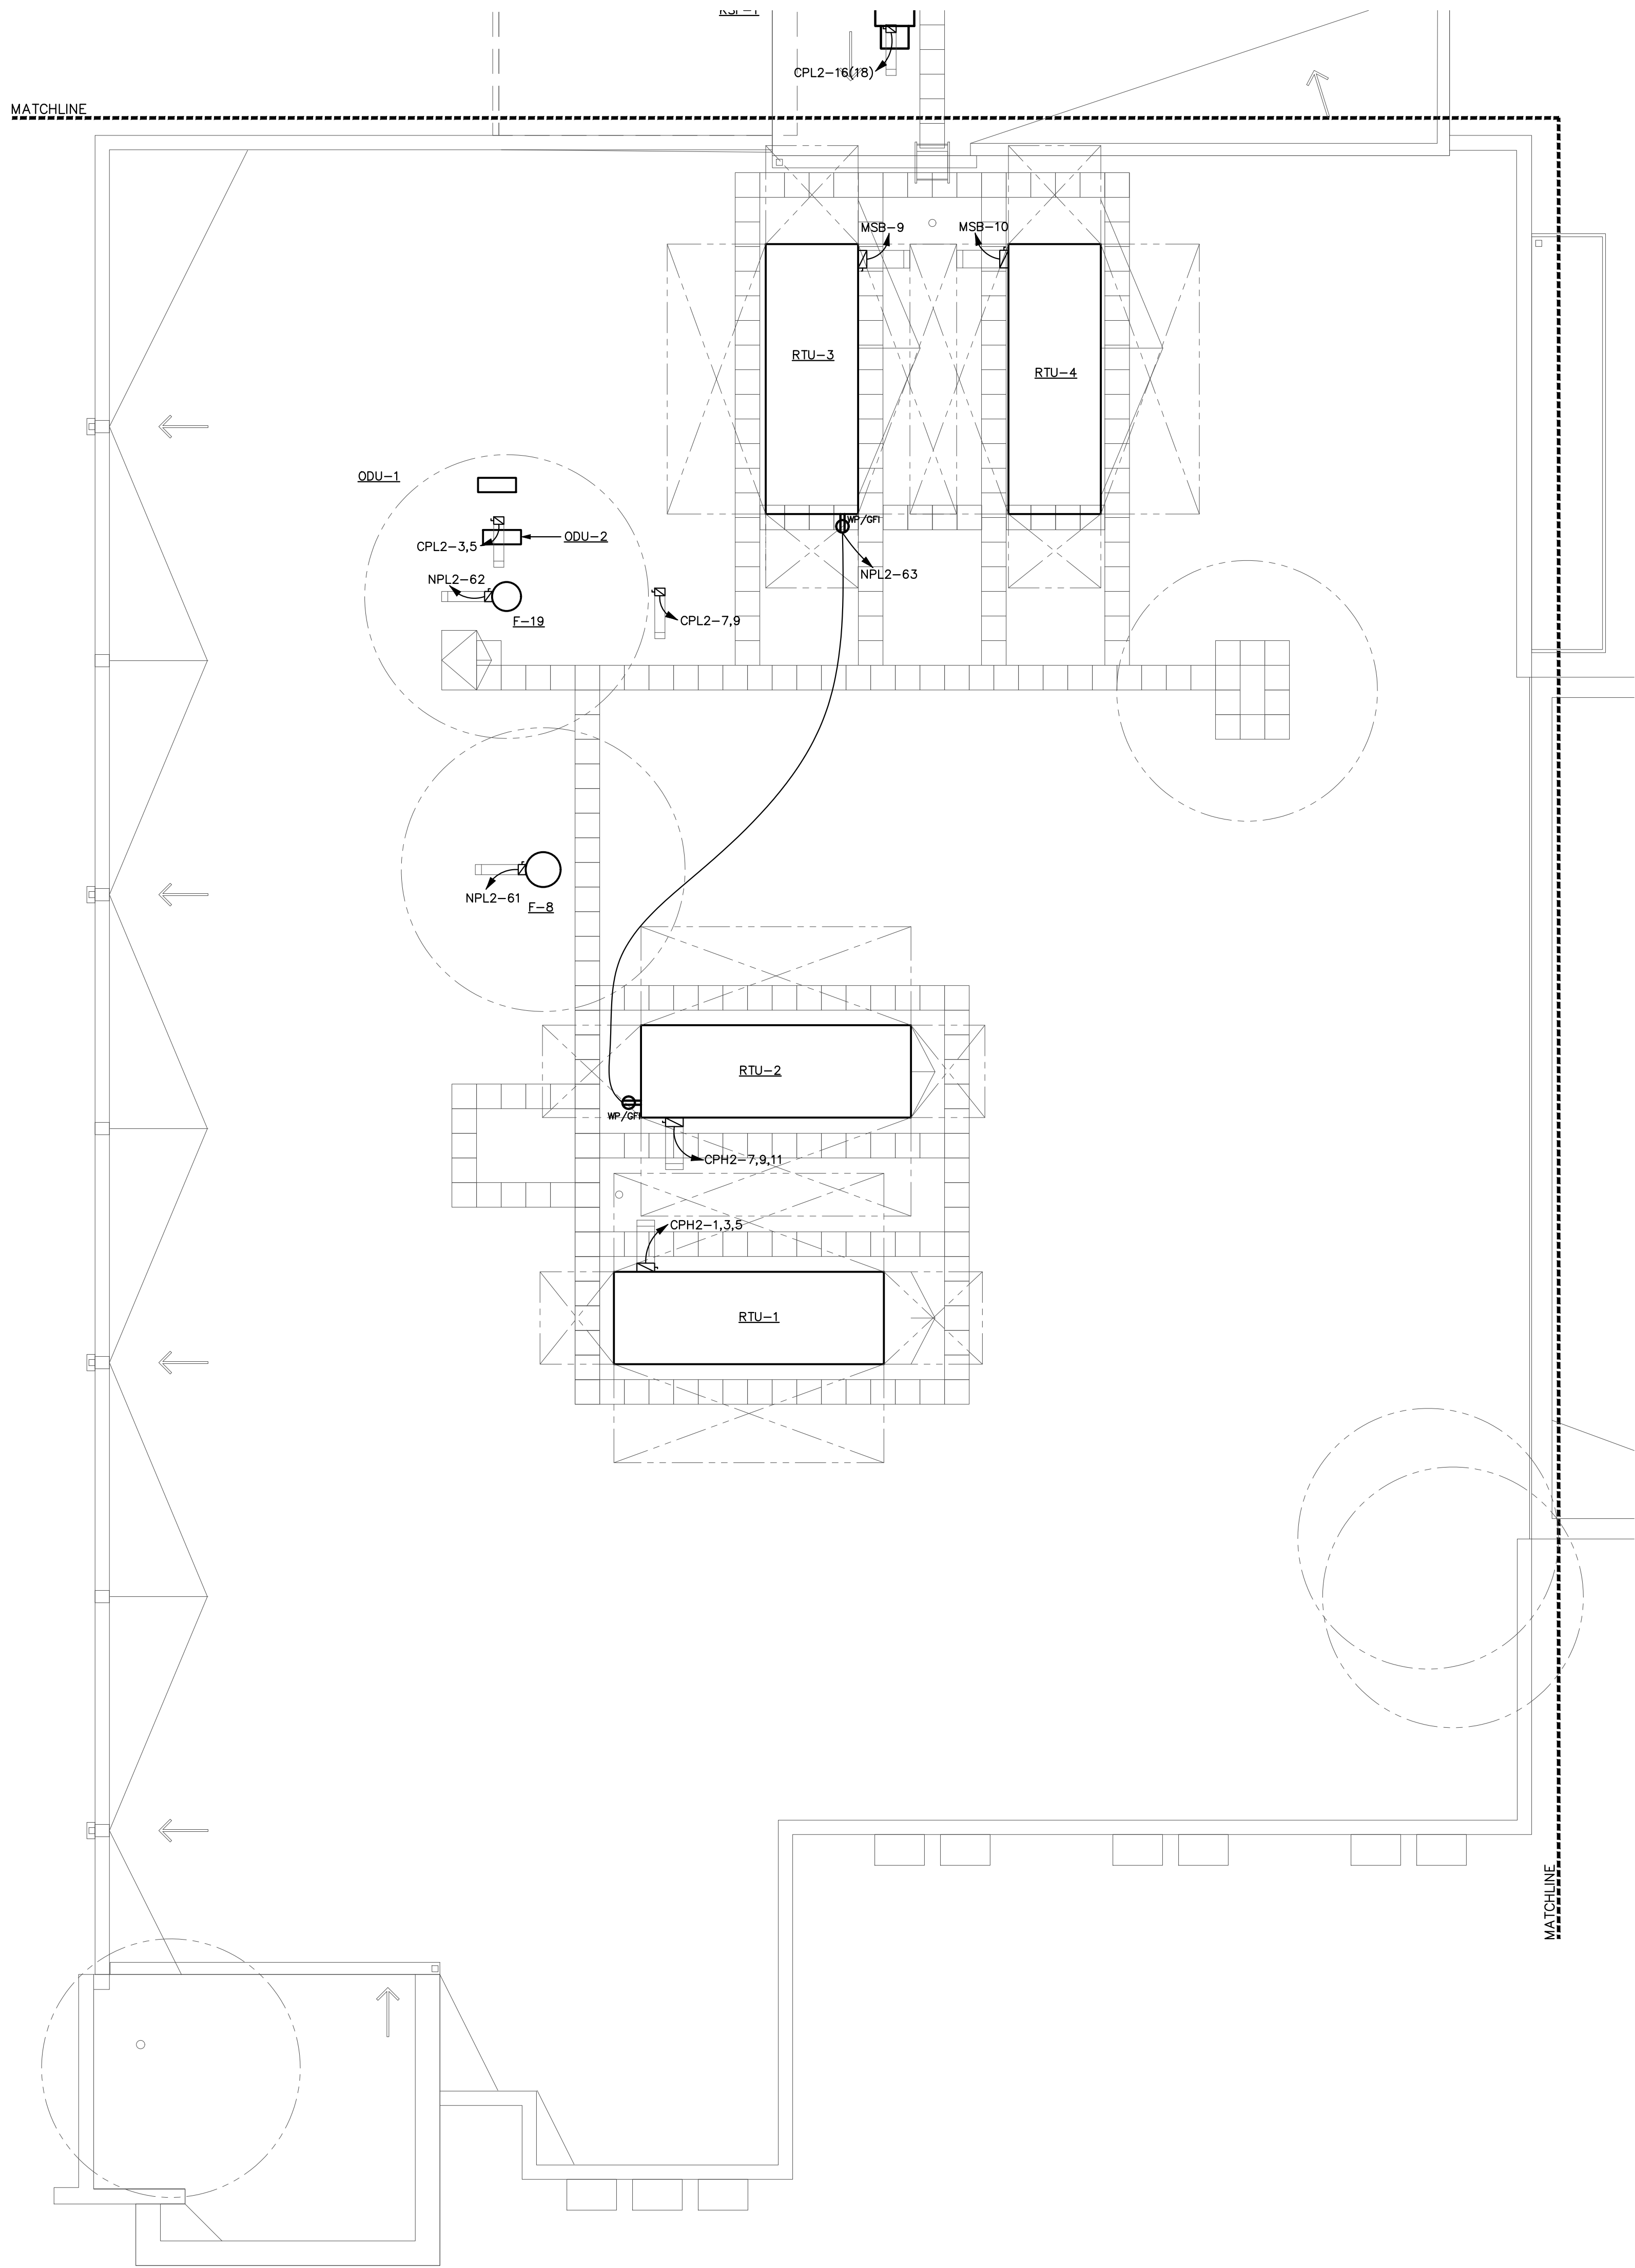 CPL2-16(18)
MATCHLINE
MSB-9
MSB-10
RTU-3
RTU-4
ODU-1
WP/GFI
CPL2-3,5
ODU-2
NPL2-62
NPL2-63
F-19
CPL2-7,9
NPL2-61
F-8
RTU-2
WP/GFI
CPH2-7,9,11
CPH2-1,3,5
RTU-1
MATCHLINE